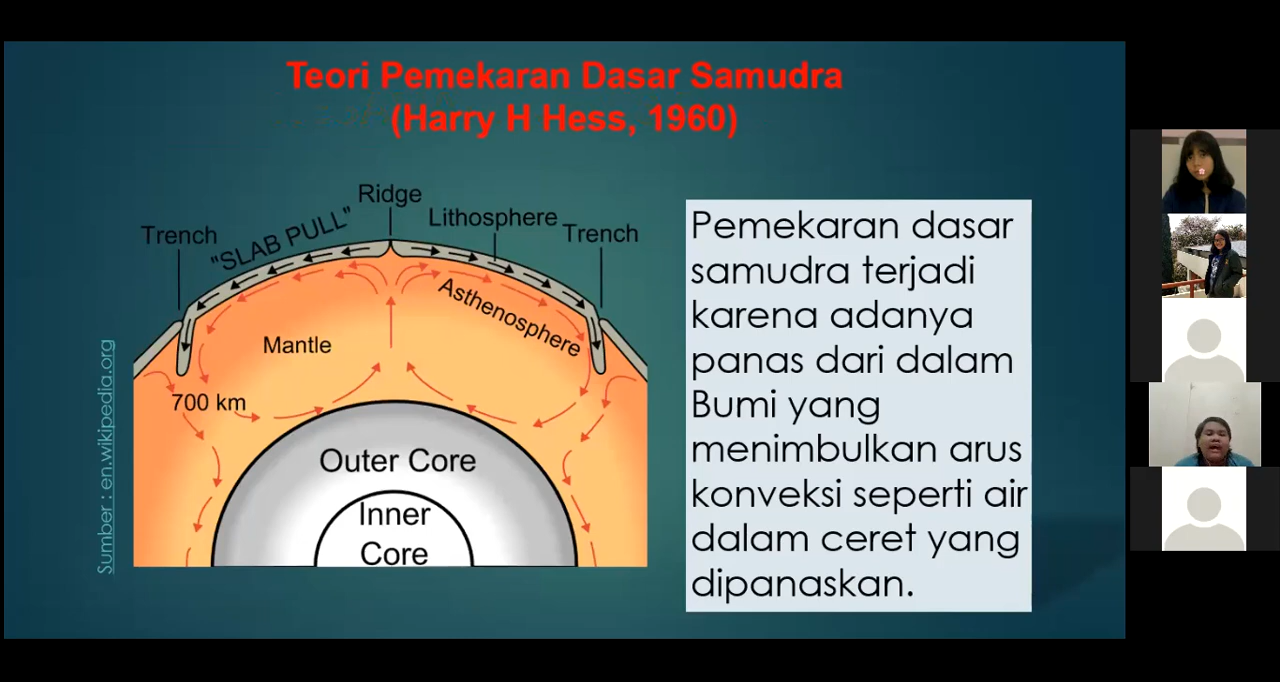 Teori Pemekaran Dasar Samudra
(Harry H Hess, 1960)
Ridge
Trench
"SLAB PULL"
Lithosphere
Trench
Asthenosphere
Mantle
700 km
Outer Core
Inner
Core
Sumber : en.wikipedia.org
Pemekaran dasar
samudra terjadi
karena adanya
panas dari dalam
Bumi yang
menimbulkan arus
konveksi seperti air
dalam ceret yang
dipanaskan.